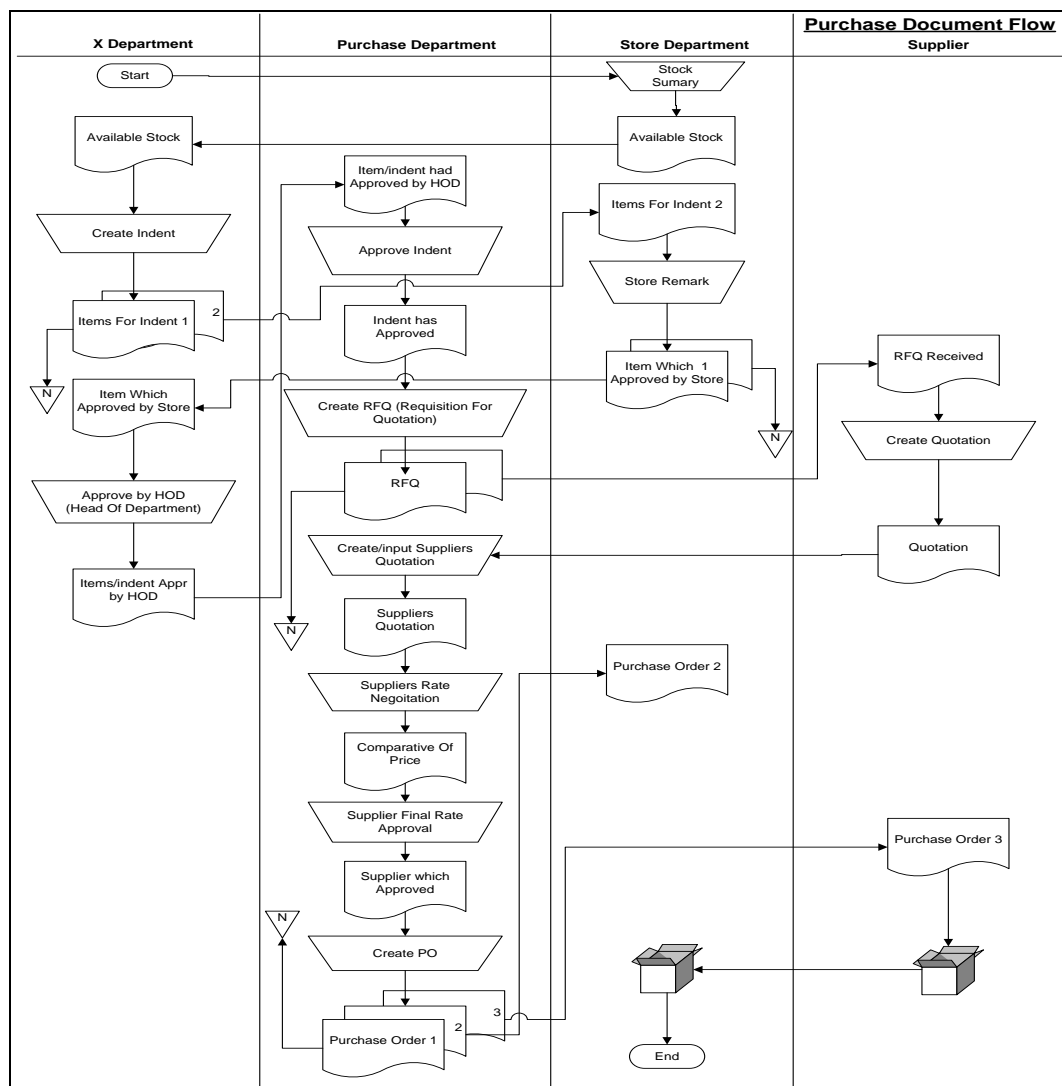 Purchase Document Flow
X Department
Purchase Department
Store Department
Supplier
Start
Stock
Sumary
Available Stock
Available Stock
Item/indent had
Approved by HOD
Items For Indent 2
Create Indent
Approve Indent
Store Remark
2
Items For Indent 1
Indent has
Approved
Item Which 1
Approved by Store
RFQ Received
N
Item Which
Approved by Store
Create RFQ (Requisition For
Quotation)
N
Create Quotation
RFQ
Approve by HOD
(Head Of Department)
Create/input Suppliers
Quotation
Quotation
Items/indent Appr
by HOD
Suppliers
Quotation
N
Suppliers Rate
Negoitation
Purchase Order 2
Comparative Of
Price
Supplier Final Rate
Approval
Purchase Order 3
Supplier which
Approved
N
Create PO
3
2
Purchase Order 1
End